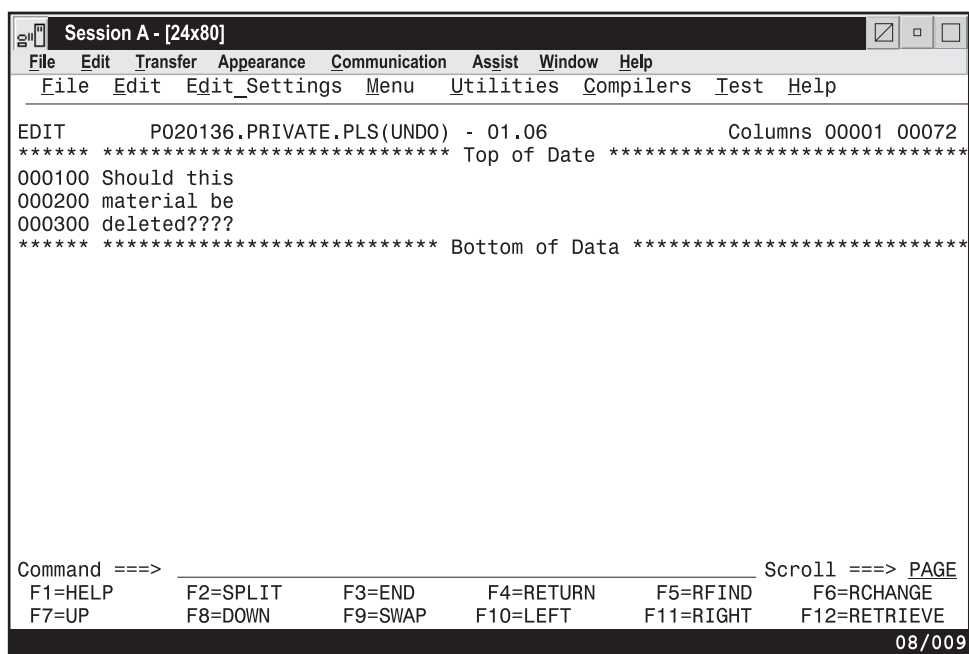 Session A - [24x80]
File Edit Transfer Appearance Communication Assist Window Help
File Edit Edit_Settings Menu Utilities Compilers Test Help
EDIT PO20136.PRIVATE.PLS(UNDO) - 01.06 Columns 00001 00072
****** ***************************** Top of Date ******************************
000100 Should this
000200 material be
000300 deleted????
****** **************************** Bottom of Data ****************************
Command ===> Scroll ===> PAGE
F1=HELP F2=SPLIT F3=END F4=RETURN F5=RFIND F6=RCHANGE
F7=UP F8=DOWN F9=SWAP F10=LEFT F11=RIGHT F12=RETRIEVE
08/009